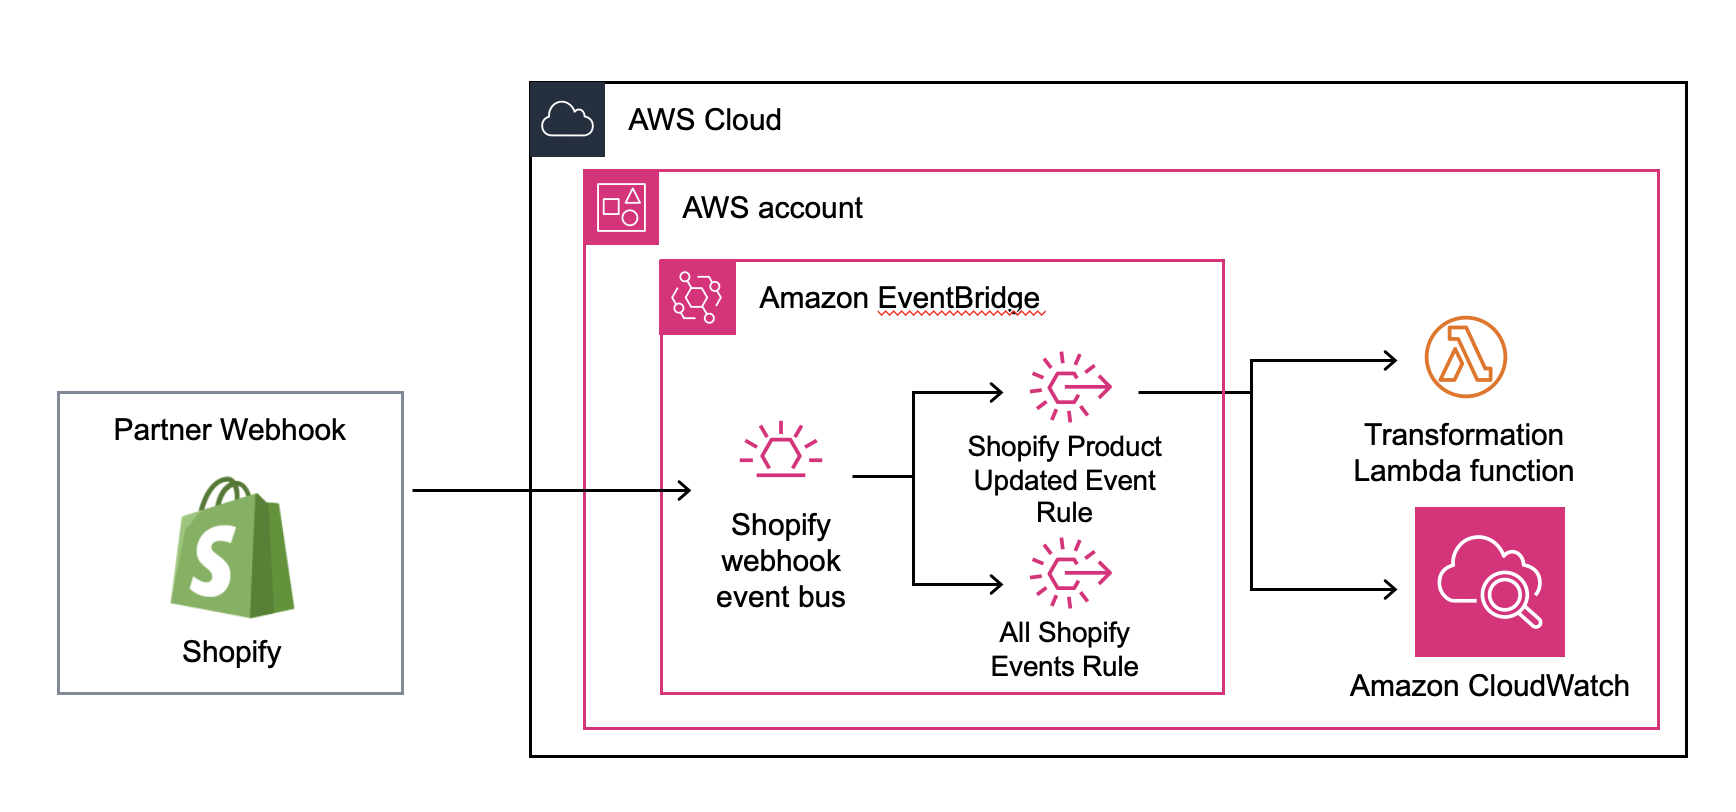 AWS Cloud
AWS account
Amazon EventBridge
Partner Webhook
S
Shopify
Shopify
webhook
event bus
Shopify Product
Updated Event
Rule
All Shopify
Events Rule
Transformation
Lambda function
Amazon CloudWatch